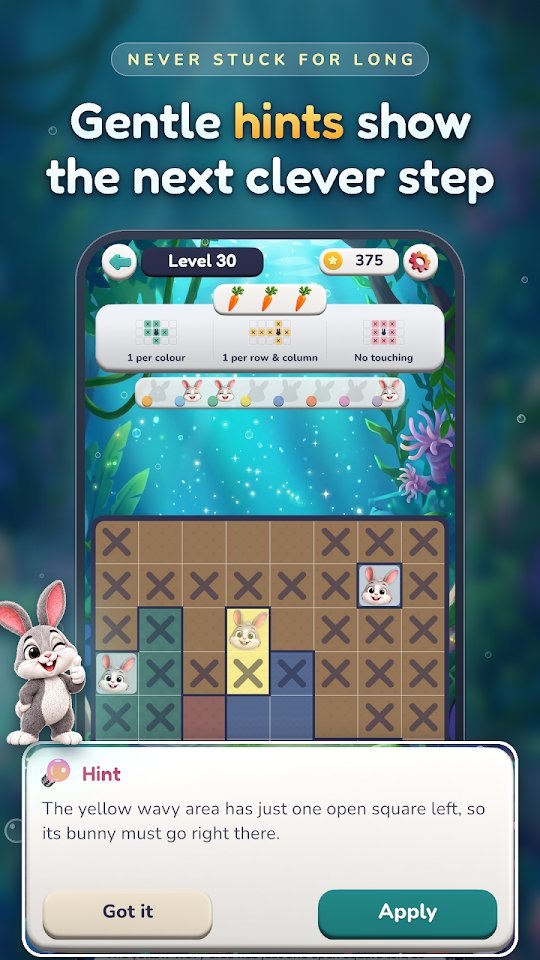 NEVER STUCK FOR LONG
Gentle hints show
the next clever step
Level 30
375
1 per colour
1 per row & column
No touching
Hint
The yellow wavy area has just one open square left, so
its bunny must go right there.
Got it
Apply